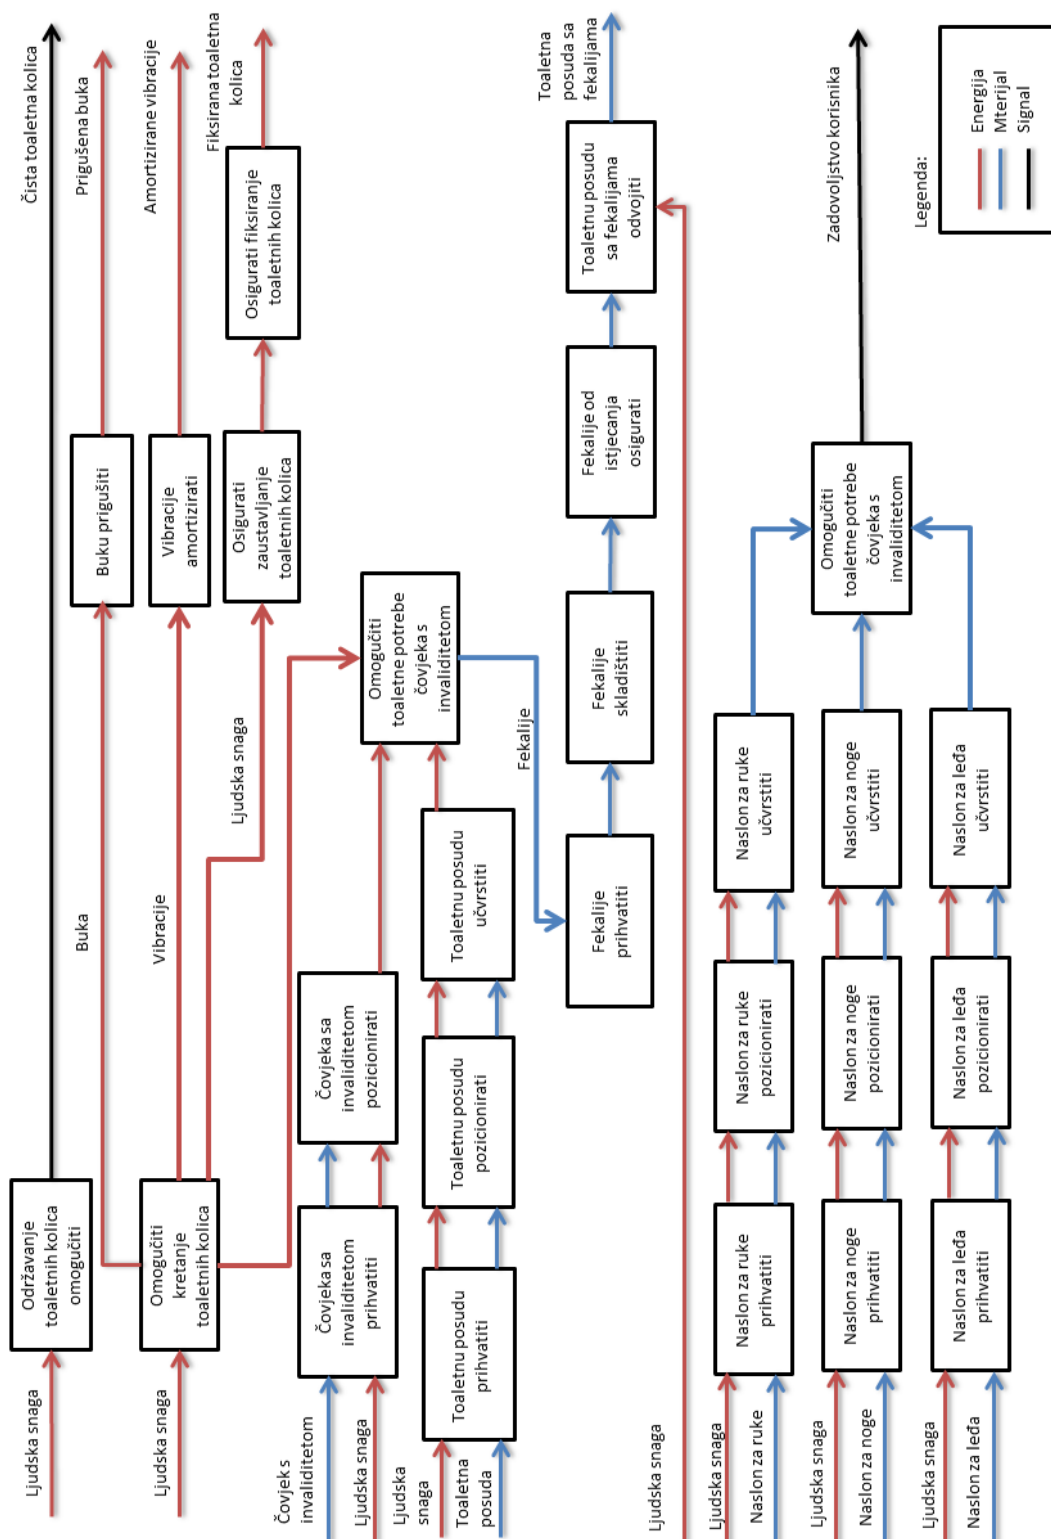 Čista toaletna kolica
Održavanje
toaletnih kolica
omogučiti
Ljudska snaga
Prigušena buka
Buku prigušiti
Buka
Amortizirane vibracije
Vibracije
amortizirati
Vibracije
Omogučiti
kretanje
toaletnih kolica
Ljudska snaga
Fiksirana toaletna
kolica
Osigurati fiksiranje
toaletnih kolica
Osigurati
zaustavljanje
toaletnih kolica
Ljudska snaga
Čovjek s
invaliditetom
Ljudska snaga
Čovjeka sa
invaliditetom
prihvatiti
Čovjeka sa
invaliditetom
pozicionirati
Omogučiti
toaletne potrebe
čovjeka s
invaliditetom
Ljudska
snaga
Toaletna
posuda
Toaletnu posudu
prihvatiti
Toaletnu posudu
pozicionirati
Toaletnu posudu
učvrstiti
Fekalije
Fekalije
prihvatiti
Fekalije
skladištiti
Fekalije od
istjecanja
osigurati
Toaletnu posudu
sa fekalijama
odvojiti
Toaletna
posuda sa
fekalijama
Ljudska snaga
Ljudska snaga
Naslon za ruke
Naslon za ruke
prihvatiti
Naslon za ruke
pozicionirati
Naslon za ruke
učvrstiti
Ljudska snaga
Naslon za noge
Naslon za noge
prihvatiti
Naslon za noge
pozicionirati
Naslon za noge
učvrstiti
Ljudska snaga
Naslon za leđa
Naslon za leđa
prihvatiti
Naslon za leđa
pozicionirati
Naslon za leđa
učvrstiti
Omogučiti
toaletne potrebe
čovjeka s
invaliditetom
Zadovoljstvo korisnika
Legenda:
Energija
Mterijal
Signal